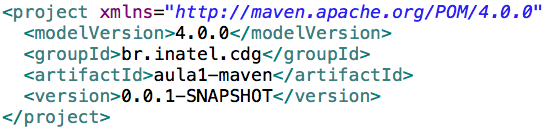 <project xmlns="http://maven.apache.org/POM/4.0.0"
<modelVersion>4.0.0</modelVersion>
<groupId>br.inatel.cdg</groupId>
<artifactId>aula1-maven</artifactId>
<version>0.0.1-SNAPSHOT</version>
</project>